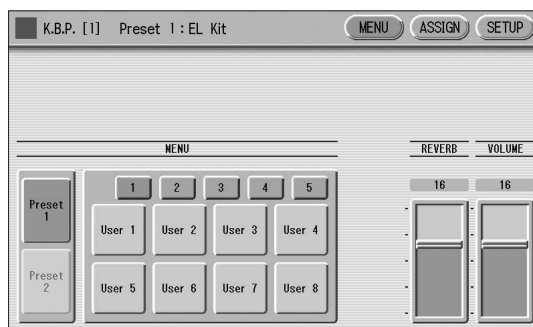 K.B.P. [1] Preset 1 : EL Kit MENU ASSIGN SETUP
MENU REVERB VOLUME
1 2 3 4 5 16 16
Preset 1
User 1 User 2 User 3 User 4
Preset 2
User 5 User 6 User 7 User 8